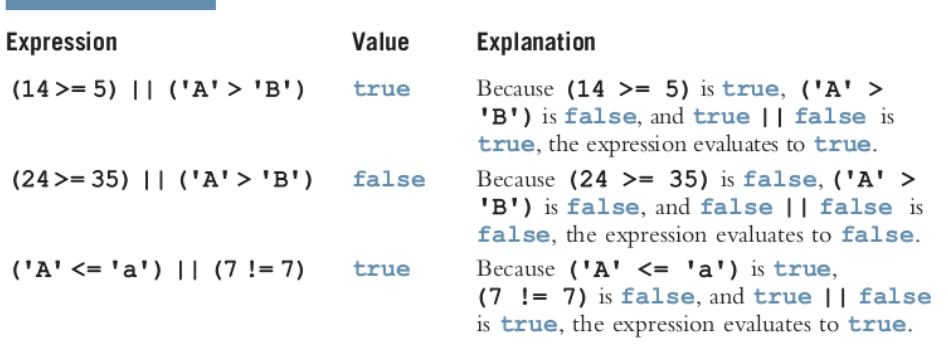 Expression Value Explanation
(14 >= 5) || ('A' > 'B') true Because (14 >= 5) is true, ('A' >
'B') is false, and true || false is
true, the expression evaluates to true.
(24 >= 35) || ('A' > 'B') false Because (24 >= 35) is false, ('A' >
'B') is false, and false || false is
false, the expression evaluates to false.
('A' <= 'a') || (7 != 7) true Because ('A' <= 'a') is true,
(7 != 7) is false, and true || false
is true, the expression evaluates to true.